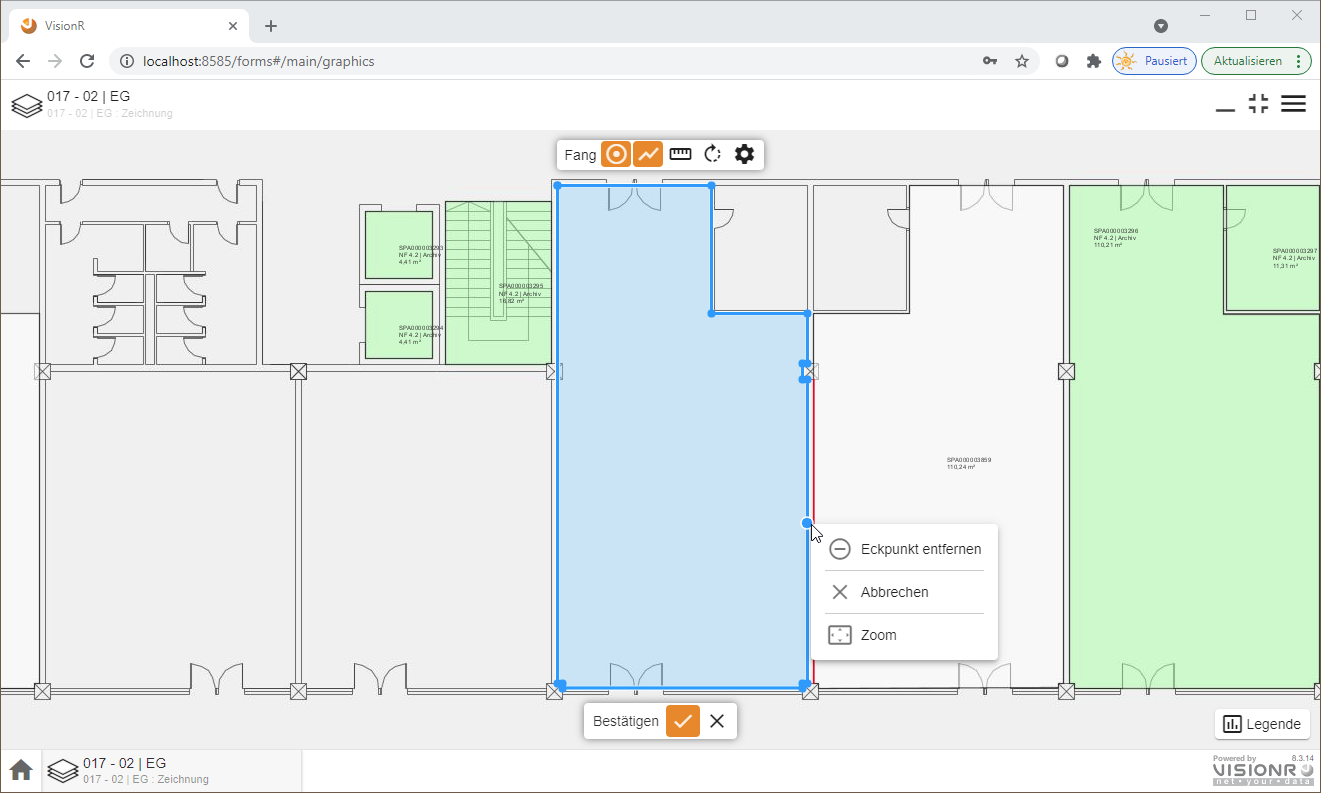 VisionR
localhost:8585/forms#/main/graphics
Pausiert
Aktualisieren
017 - 02 | EG
017 - 02 | EG : Zeichnung
Fang
SPA000003293
NF 4.2 | Archiv
4,41 m²
SPA000003295
NF 4.2 | Archiv
18,82 m²
SPA000003294
NF 4.2 | Archiv
4,41 m²
SPA000003296
NF 4.2 | Archiv
110,21 m²
SPA000003297
NF 4.2 | Archiv
11,31 m²
SPA000003859
110,24 m²
Eckpunkt entfernen
Abbrechen
Zoom
Bestätigen
Legende
017 - 02 | EG
017 - 02 | EG : Zeichnung
Powered by 8.3.14
VISIONR
net • your • data